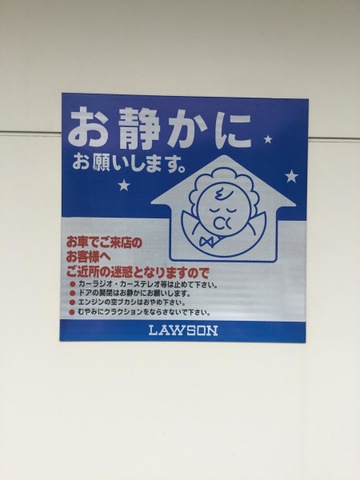 お静かに
お願いします。
お車でご来店の
お客様へ
ご近所の迷惑となりますので
●カーラジオ・カーステレオ等は止めて下さい。
●ドアの開閉はお静かにお願いします。
●エンジンの空ブカシはおやめ下さい。
●むやみにクラクションをならさないで下さい。
LAWSON